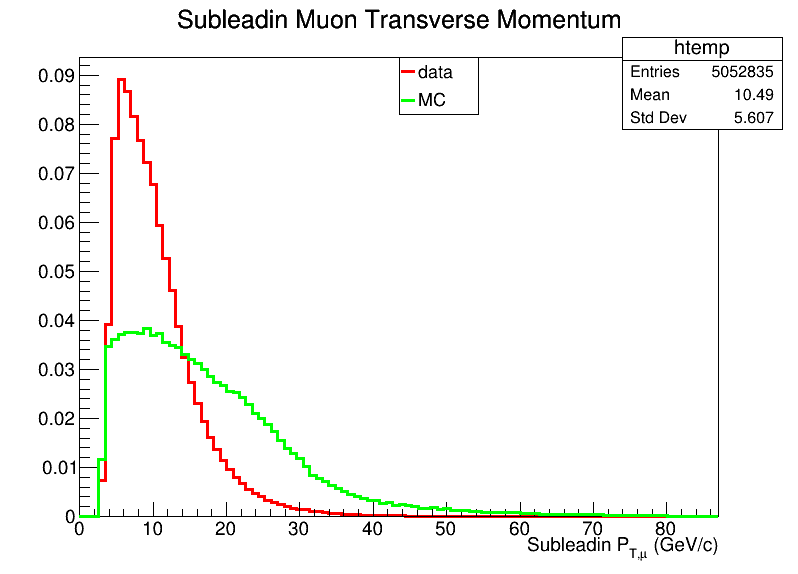 Subleadin Muon Transverse Momentum
htemp
Entries 5052835
Mean 10.49
Std Dev 5.607
data
MC
0.09
0.08
0.07
0.06
0.05
0.04
0.03
0.02
0.01
0
0 10 20 30 40 50 60 70 80
Subleadin P_T,μ (GeV/c)